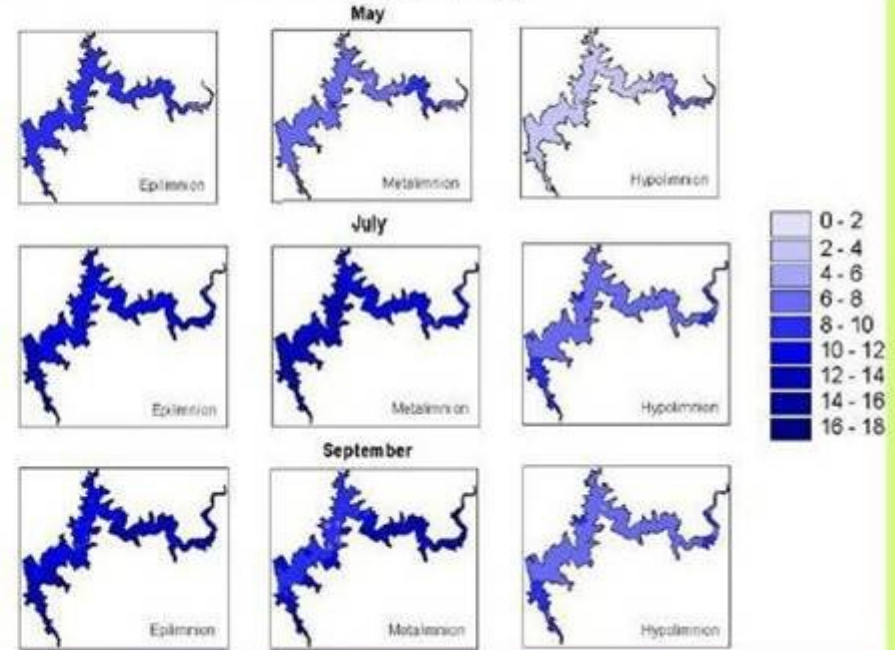 May
Epilimnion
Metalimnion
Hypolimnion
July
Epilimnion
Metalimnion
Hypolimnion
September
Epilimnion
Metalimnion
Hypolimnion
0 - 2
2 - 4
4 - 6
6 - 8
8 - 10
10 - 12
12 - 14
14 - 16
16 - 18